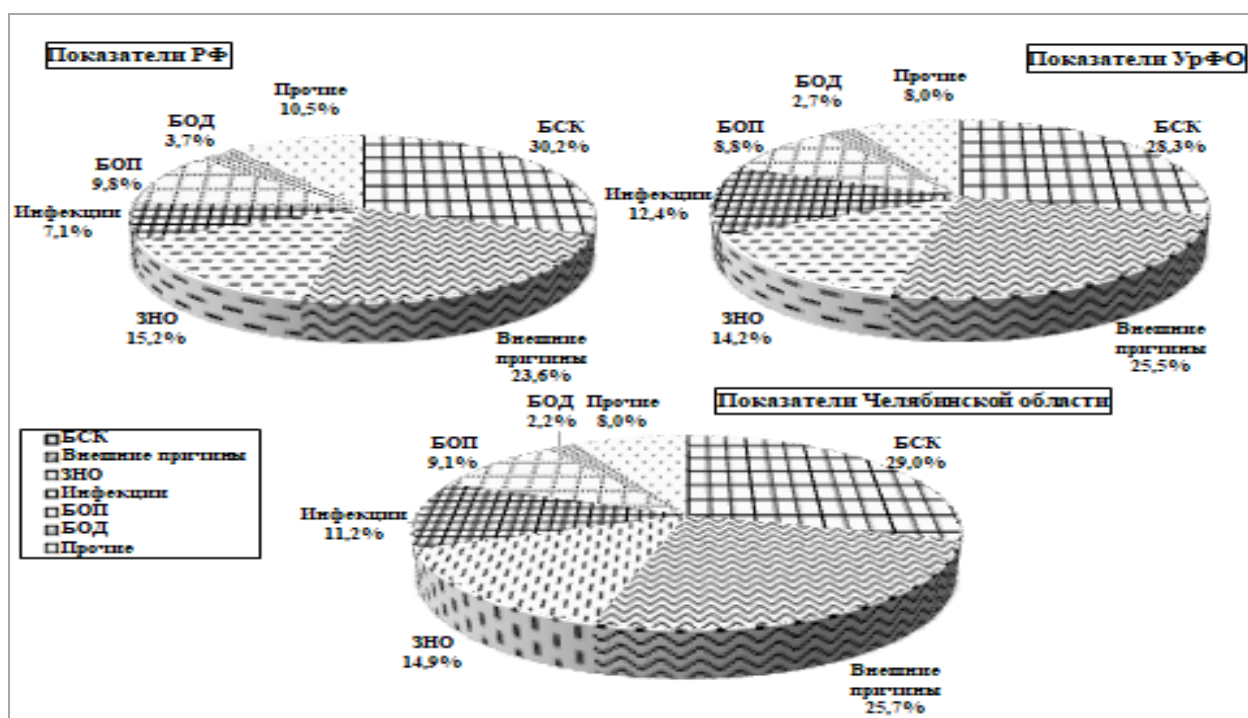 Показатели РФ
Прочие
10,5%
БОД
3,7%
БСК
30,2%
БОП
9,8%
Инфекции
7,1%
ЗНО
15,2%
Внешние
причины
23,6%
Показатели УрФО
Прочие
8,0%
БОД
2,7%
БСК
28,3%
БОП
8,8%
Инфекции
12,4%
ЗНО
14,2%
Внешние
причины
25,5%
Показатели Челябинской области
БОД
2,2%
Прочие
8,0%
БСК
29,0%
БОП
9,1%
Инфекции
11,2%
ЗНО
14,9%
Внешние
причины
25,7%
БСК
Внешние причины
ЗНО
Инфекции
БОП
БОД
Прочие